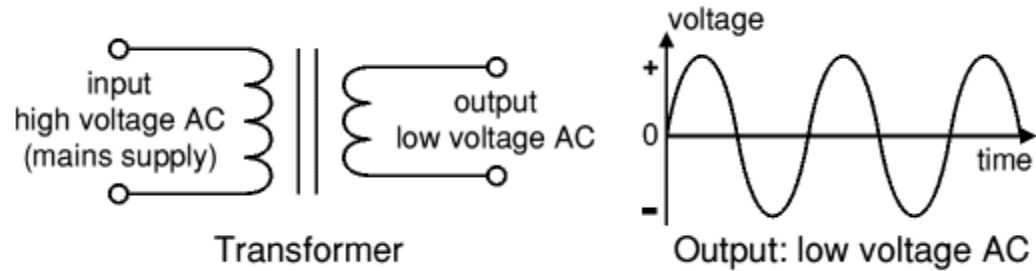 input
high voltage AC
(mains supply)
output
low voltage AC
Transformer
voltage
+
0
-
time
Output: low voltage AC